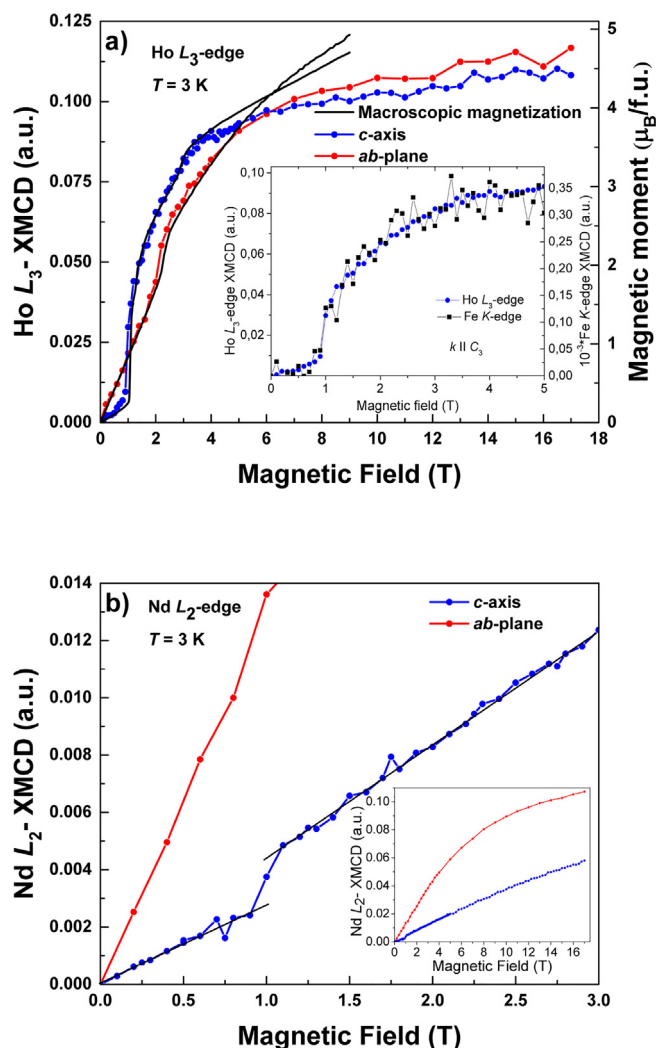 a)
Ho L3-edge
T = 3 K
Macroscopic magnetization
c-axis
ab-plane
Ho L3- XMCD (a.u.)
0.125
0.100
0.075
0.050
0.025
0.000
Magnetic moment (μB/f.u.)
5
4
3
2
1
0
0 2 4 6 8 10 12 14 16 18
Magnetic Field (T)
Ho L3-edge XMCD (a.u.)
0,10
0,08
0,06
0,04
0,02
10-3*Fe K-edge XMCD (a.u.)
0,35
0,30
0,25
0,20
0,15
0,10
0,05
0,00
Ho L3-edge
Fe K-edge
k II C3
0 1 2 3 4 5
Magnetic field (T)
b)
Nd L2-edge
T = 3 K
c-axis
ab-plane
Nd L2- XMCD (a.u.)
0.014
0.012
0.010
0.008
0.006
0.004
0.002
0.000
0.0 0.5 1.0 1.5 2.0 2.5 3.0
Magnetic Field (T)
Nd L2- XMCD (a.u.)
0.10
0.08
0.06
0.04
0.02
0.00
0 2 4 6 8 10 12 14 16
Magnetic Field (T)